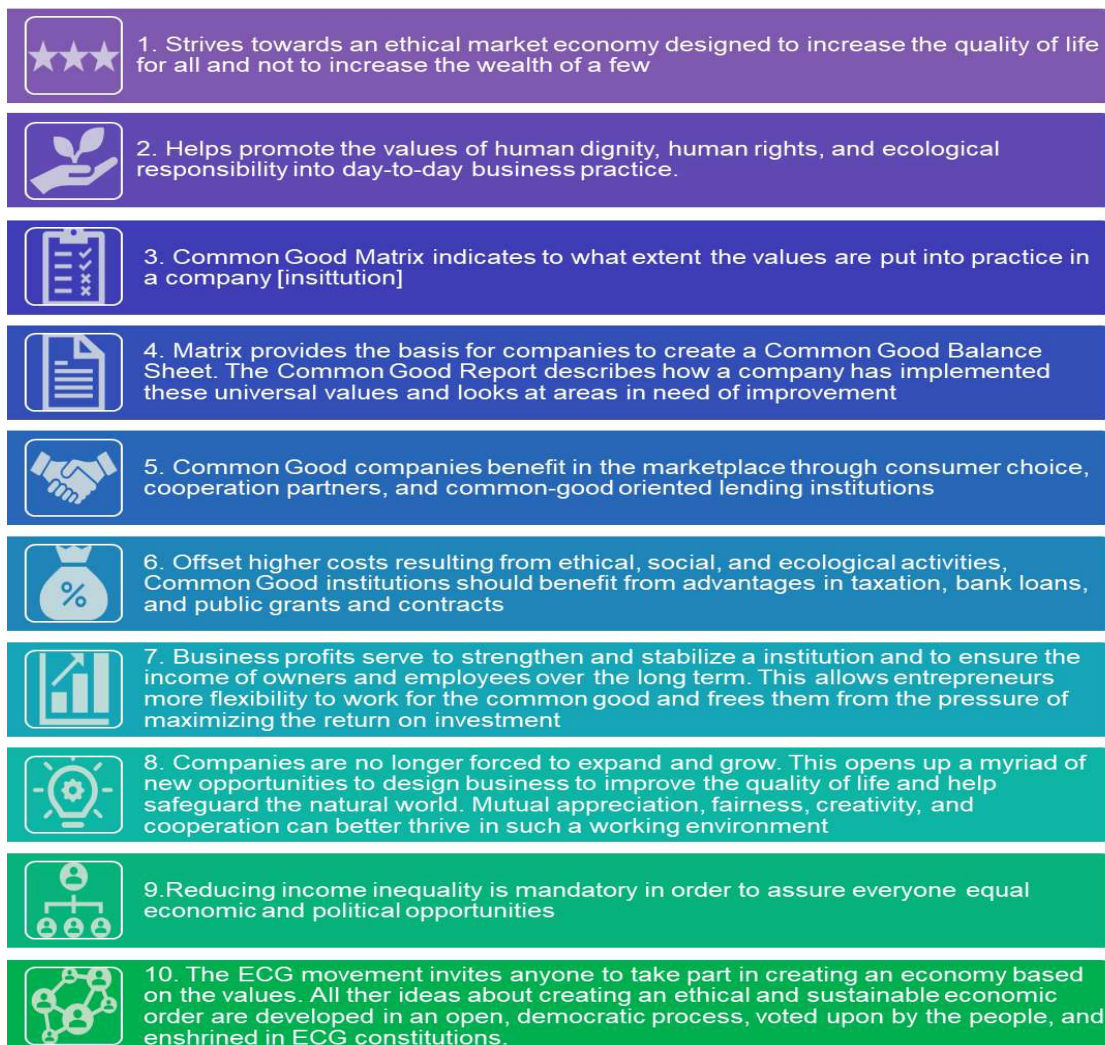 1. Strives towards an ethical market economy designed to increase the quality of life
for all and not to increase the wealth of a few
2. Helps promote the values of human dignity, human rights, and ecological
responsibility into day-to-day business practice.
3. Common Good Matrix indicates to what extent the values are put into practice in
a company [insittution]
4. Matrix provides the basis for companies to create a Common Good Balance
Sheet. The Common Good Report describes how a company has implemented
these universal values and looks at areas in need of improvement
5. Common Good companies benefit in the marketplace through consumer choice,
cooperation partners, and common-good oriented lending institutions
6. Offset higher costs resulting from ethical, social, and ecological activities,
Common Good institutions should benefit from advantages in taxation, bank loans,
and public grants and contracts
%
7. Business profits serve to strengthen and stabilize a institution and to ensure the
income of owners and employees over the long term. This allows entrepreneurs
more flexibility to work for the common good and frees them from the pressure of
maximizing the return on investment
8. Companies are no longer forced to expand and grow. This opens up a myriad of
new opportunities to design business to improve the quality of life and help
safeguard the natural world. Mutual appreciation, fairness, creativity, and
cooperation can better thrive in such a working environment
9.Reducing income inequality is mandatory in order to assure everyone equal
economic and political opportunities
10. The ECG movement invites anyone to take part in creating an economy based
on the values. All ther ideas about creating an ethical and sustainable economic
order are developed in an open, democratic process, voted upon by the people, and
enshrined in ECG constitutions.